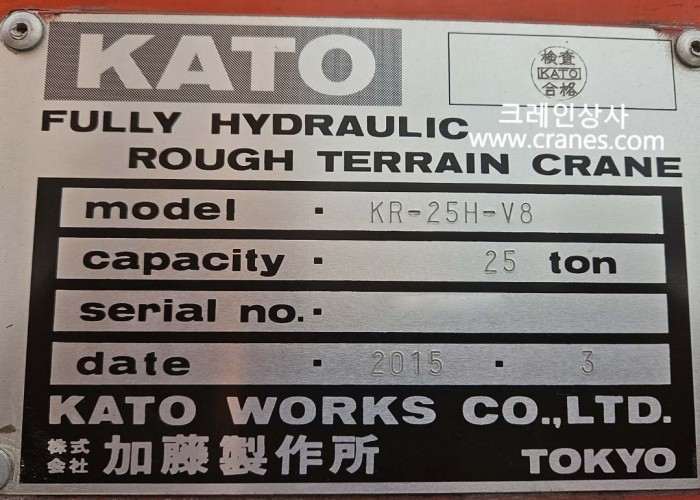 KATO
検査
KATO
合格
크레인상사
www.cranes.com
FULLY HYDRAULIC
ROUGH TERRAIN CRANE
model · KR-25H-V8
capacity · 25 ton
serial no. ·
date · 2015 · 3
KATO WORKS CO.,LTD.
株式会社 加藤製作所 TOKYO